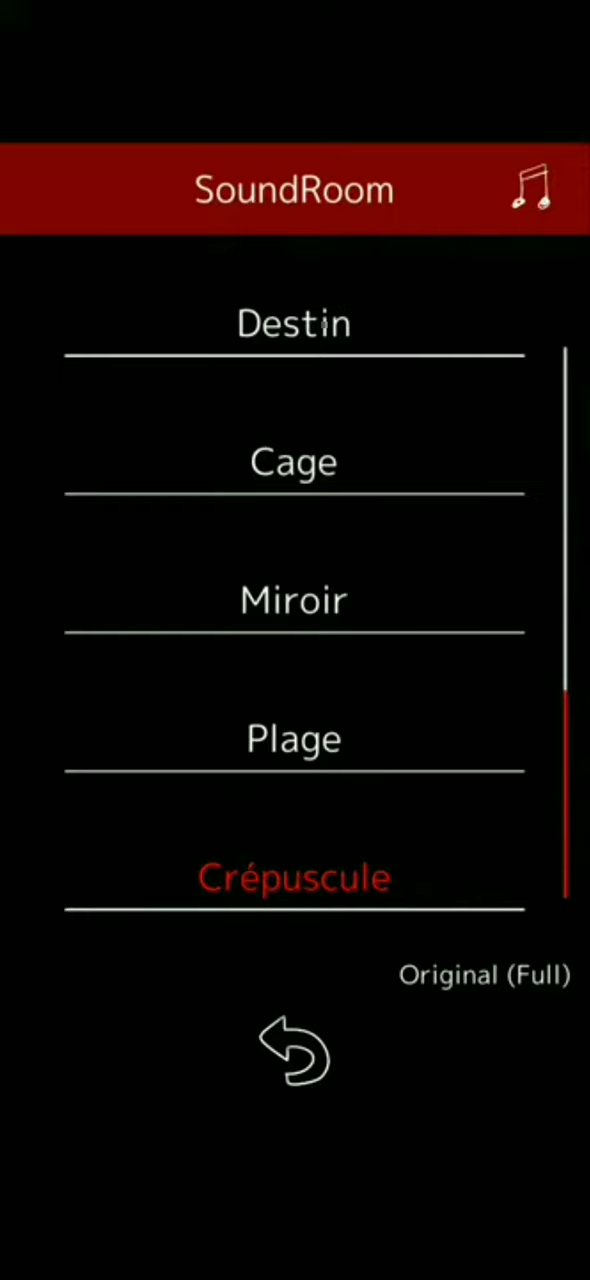 SoundRoom
Destin
Cage
Miroir
Plage
Crépuscule
Original (Full)